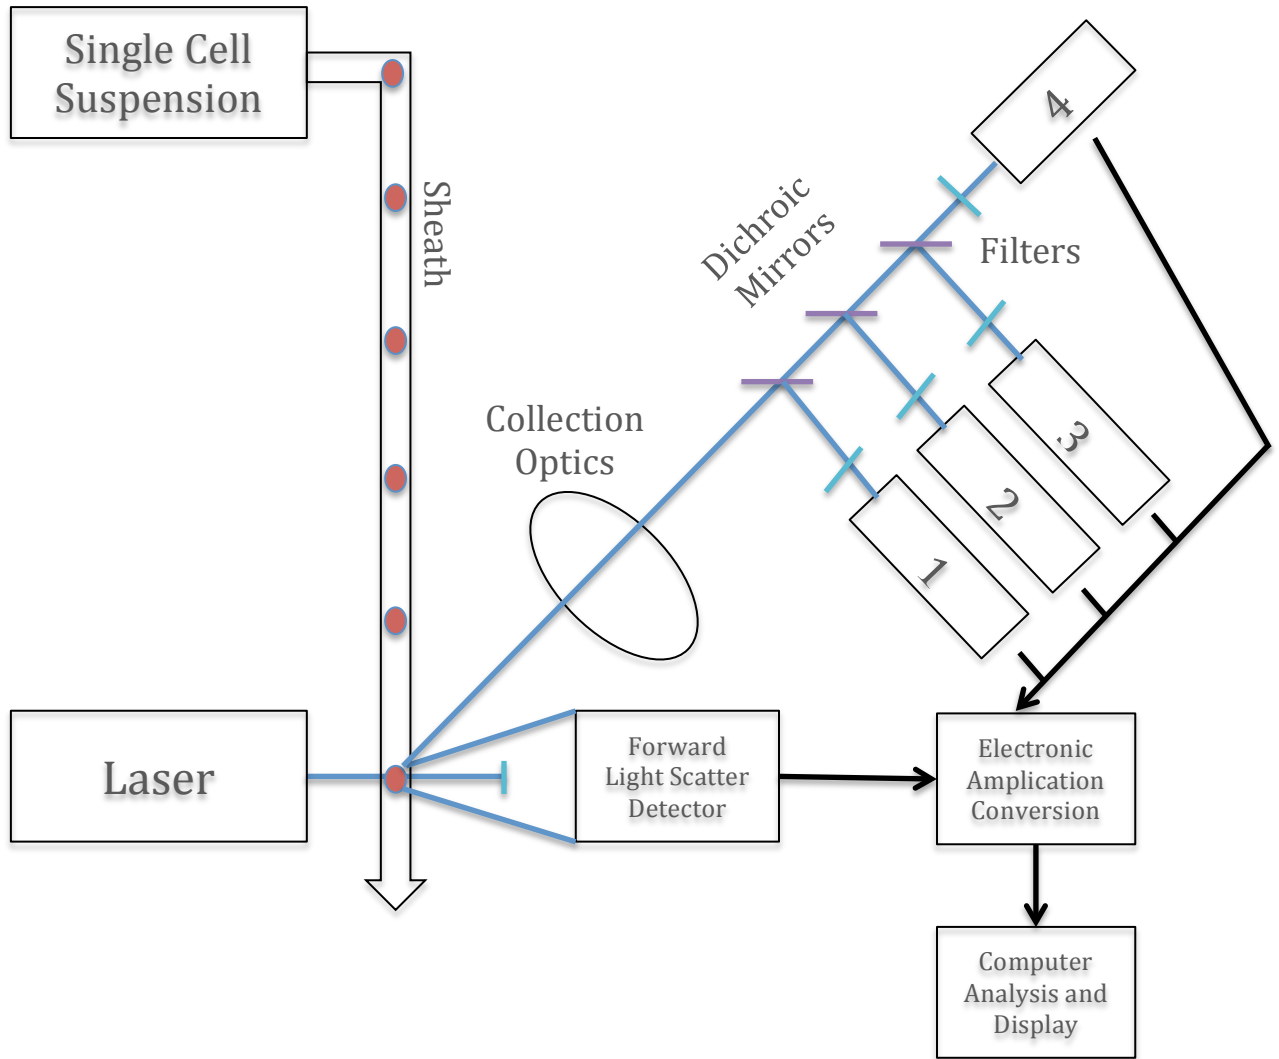 Single Cell
Suspension
Sheath
Dichroic
Mirrors
Filters
4
3
2
1
Collection
Optics
Laser
Forward
Light Scatter
Detector
Electronic
Amplication
Conversion
Computer
Analysis and
Display